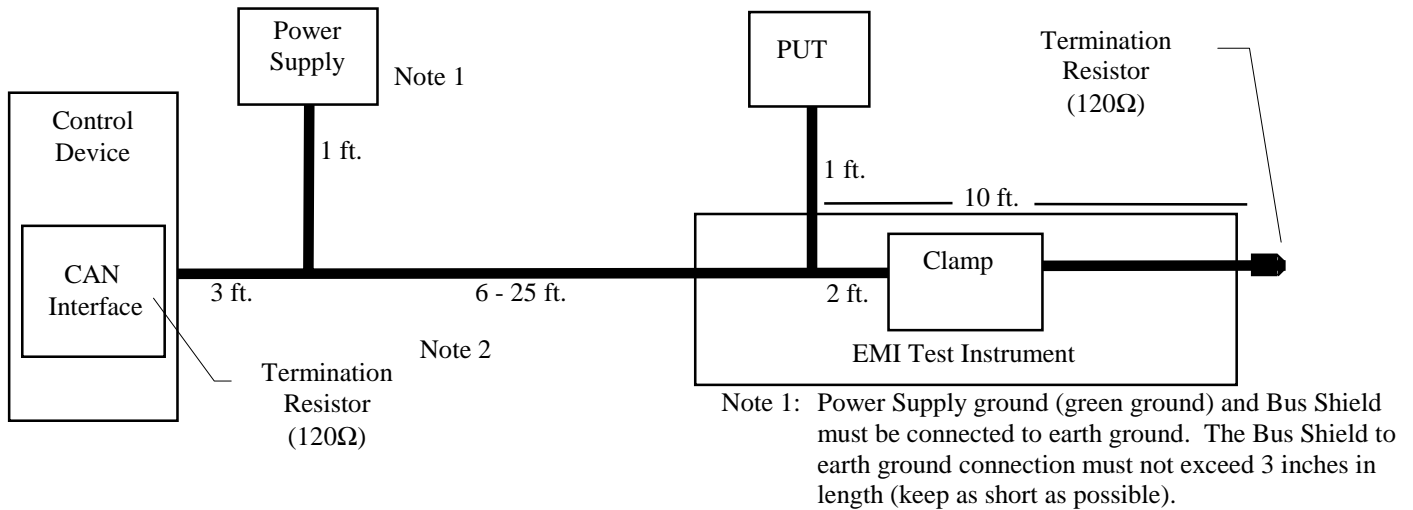 Power
Supply
Note 1
PUT
Termination
Resistor
(120Ω)
Control
Device
1 ft.
1 ft.
10 ft.
CAN
Interface
Clamp
3 ft.
6 - 25 ft.
2 ft.
Note 2
EMI Test Instrument
Termination
Resistor
(120Ω)
Note 1: Power Supply ground (green ground) and Bus Shield
must be connected to earth ground. The Bus Shield to
earth ground connection must not exceed 3 inches in
length (keep as short as possible).